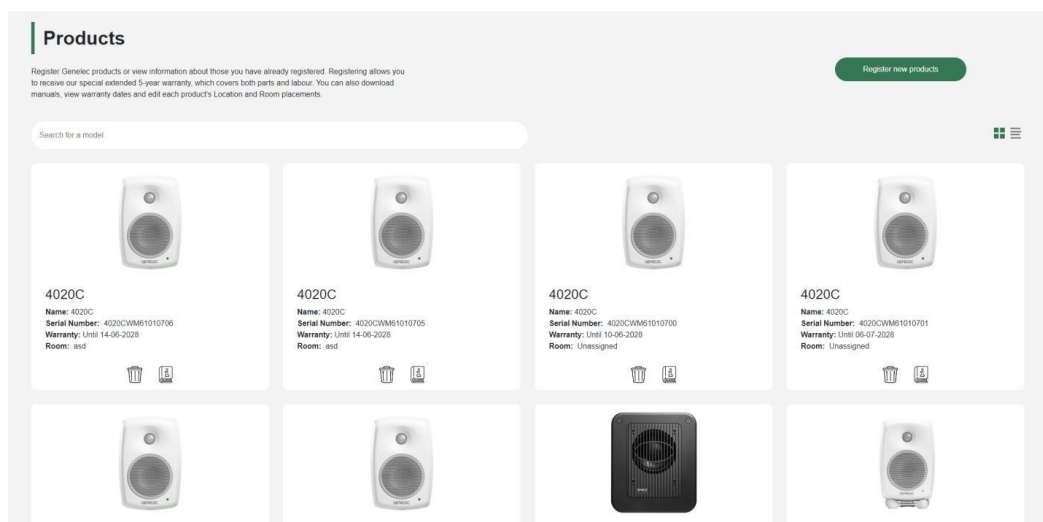 Products
Register Genelec products or view information about those you have already registered. Registering allows you
to receive our special extended 5-year warranty, which covers both parts and labour. You can also download
manuals, view warranty dates and edit each product's Location and Room placements.
Register new products
Search for a model
4020C
Name: 4020C
Serial Number: 4020CWM61010706
Warranty: Until 14-06-2028
Room: asd
4020C
Name: 4020C
Serial Number: 4020CWM61010705
Warranty: Until 14-06-2028
Room: asd
4020C
Name: 4020C
Serial Number: 4020CWM61010700
Warranty: Until 10-06-2028
Room: Unassigned
4020C
Name: 4020C
Serial Number: 4020CWM61010701
Warranty: Until 06-07-2028
Room: Unassigned